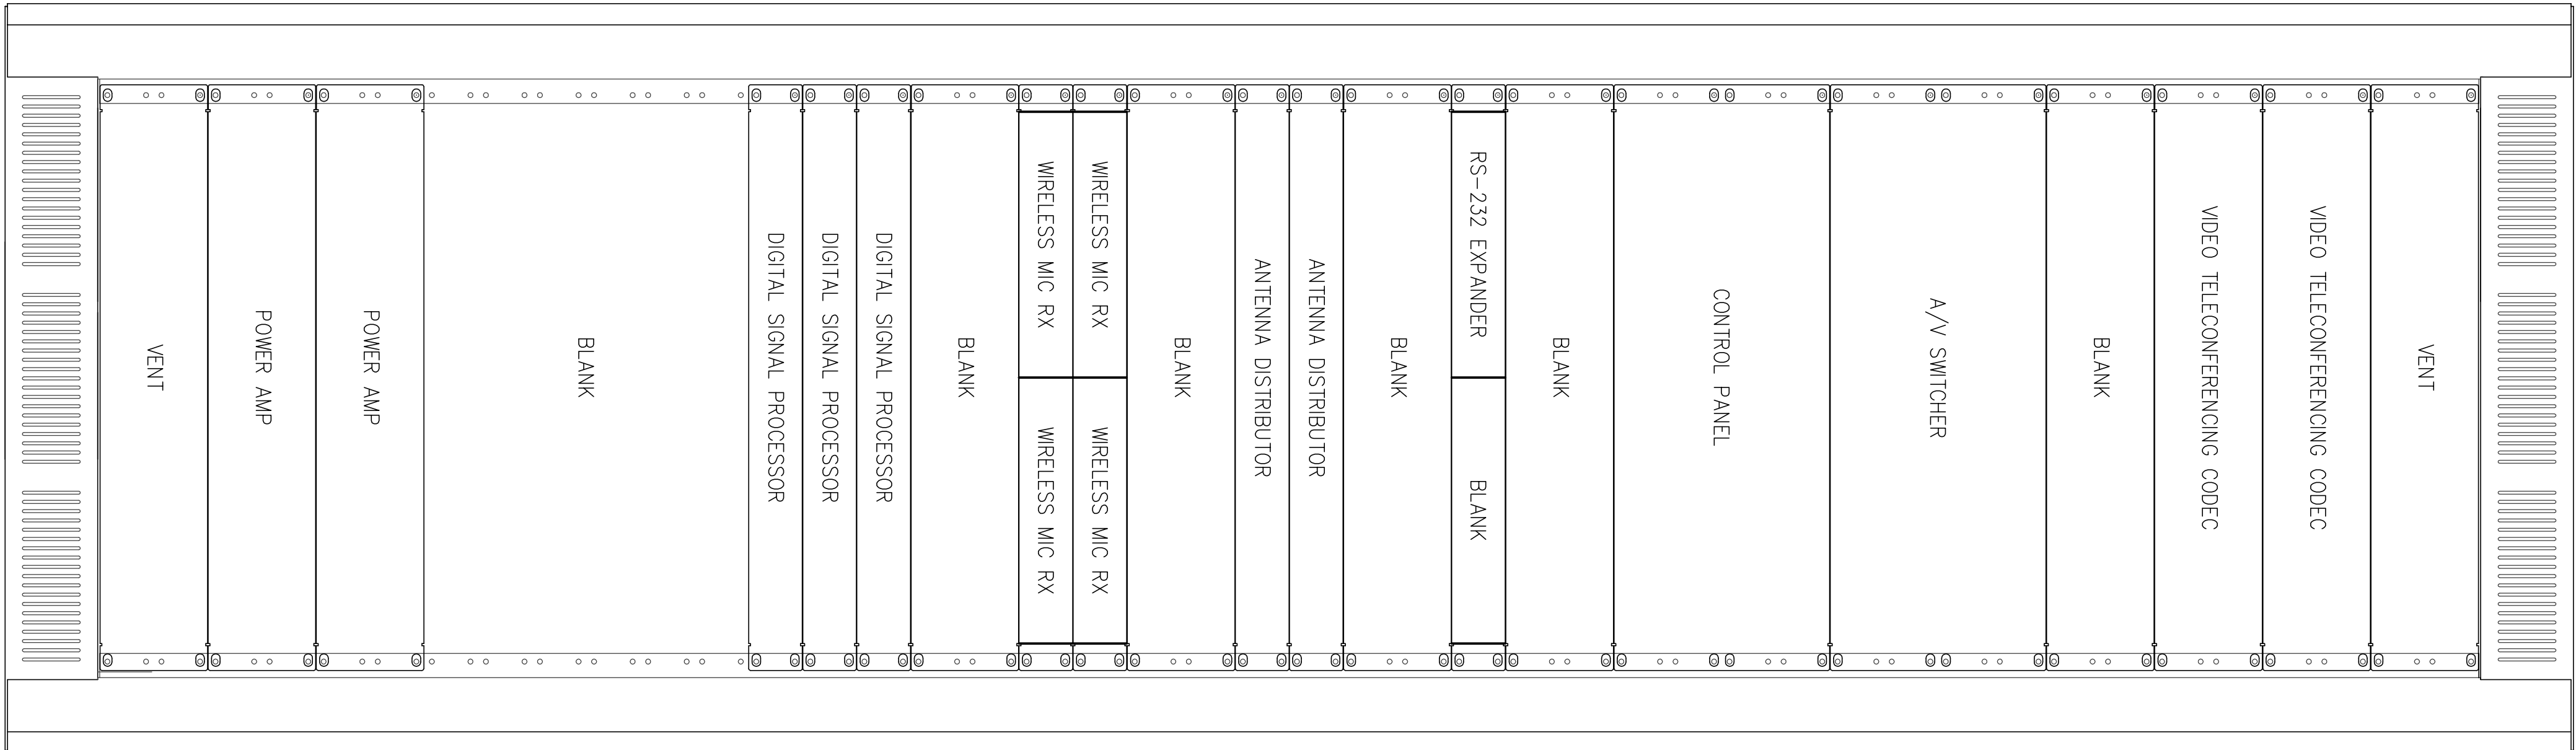 VENT
VIDEO TELECONFERENCING CODEC
VIDEO TELECONFERENCING CODEC
BLANK
A/V SWITCHER
CONTROL PANEL
BLANK
RS-232 EXPANDER
BLANK
BLANK
ANTENNA DISTRIBUTOR
ANTENNA DISTRIBUTOR
BLANK
WIRELESS MIC RX
WIRELESS MIC RX
WIRELESS MIC RX
WIRELESS MIC RX
BLANK
DIGITAL SIGNAL PROCESSOR
DIGITAL SIGNAL PROCESSOR
DIGITAL SIGNAL PROCESSOR
BLANK
POWER AMP
POWER AMP
VENT